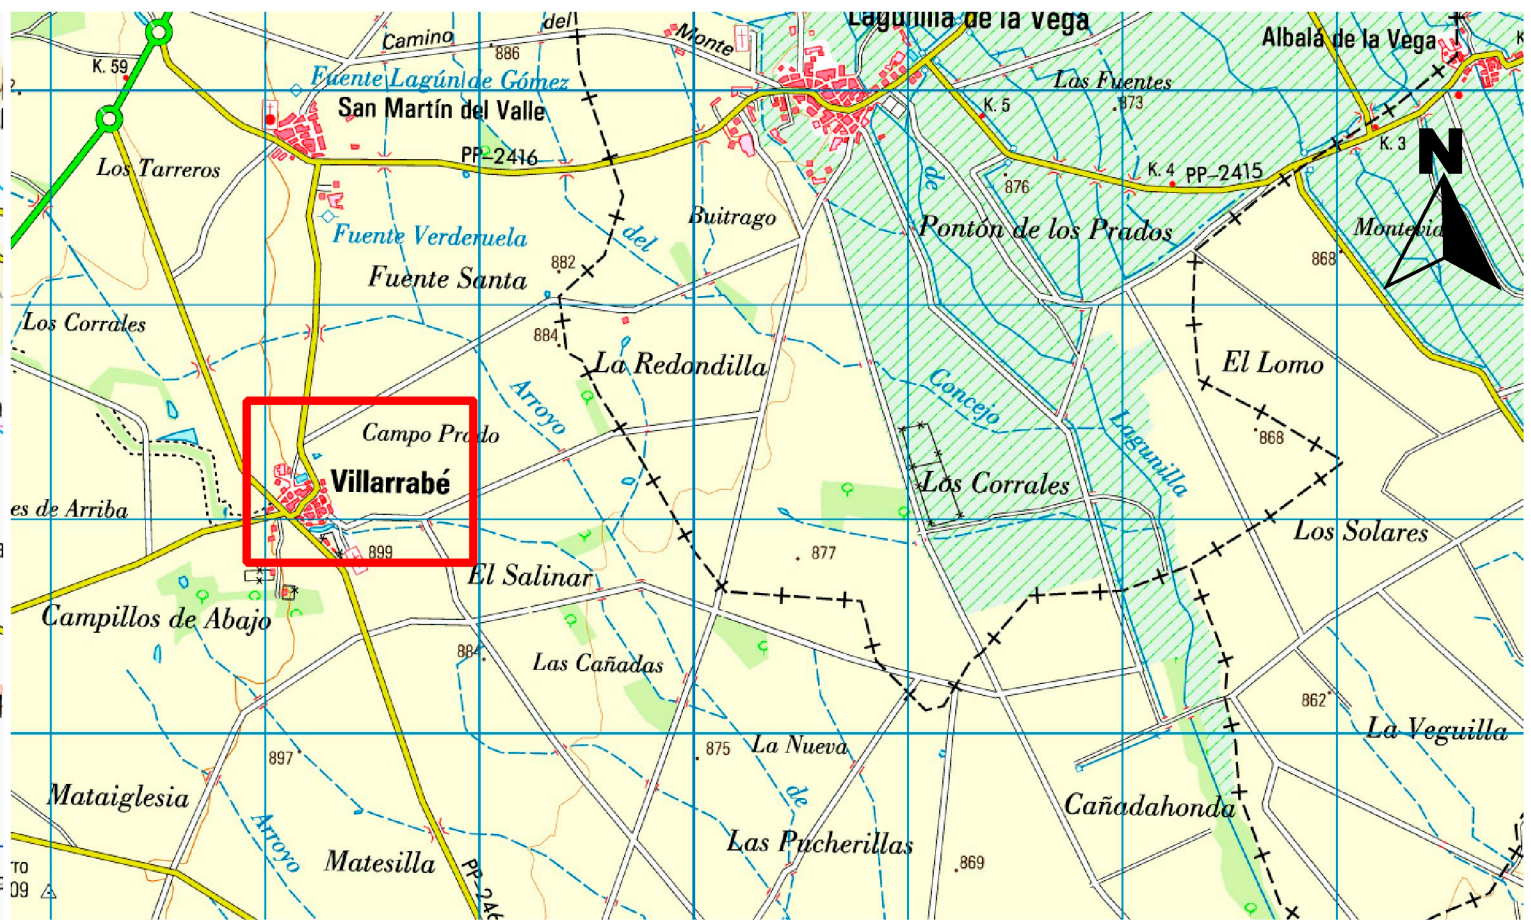 Lagunilla de la Vega
del
Camino
Monte
886
Albalá de la Vega
K. 59
Fuente Lagún de Gómez
Las Fuentes
San Martín del Valle
K. 5
873
N
PP-2416
Los Tarreros
K. 3
K. 4
PP-2415
de
876
Buitrago
Pontón de los Prados
Fuente Verderuela
del
868
Fuente Santa
882
Los Corrales
884
La Redondilla
El Lomo
Arroyo
Concejo
Campo Prado
Lagunilla
868
Villarrabé
Los Corrales
es de Arriba
Los Solares
899
877
El Salinar
Campillos de Abajo
884
Las Cañadas
862
La Veguilla
897
875
La Nueva
Mataiglesia
de
Cañadahonda
Arroyo
Las Pucherillas
Matesilla
869
TO
09